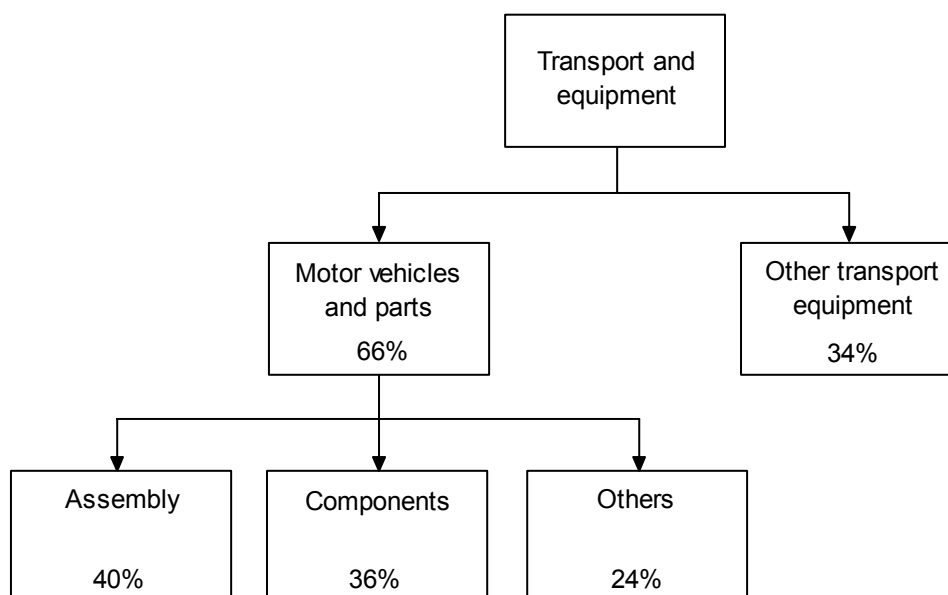 Transport and
equipment
Motor vehicles
and parts
66%
Other transport
equipment
34%
Assembly
40%
Components
36%
Others
24%